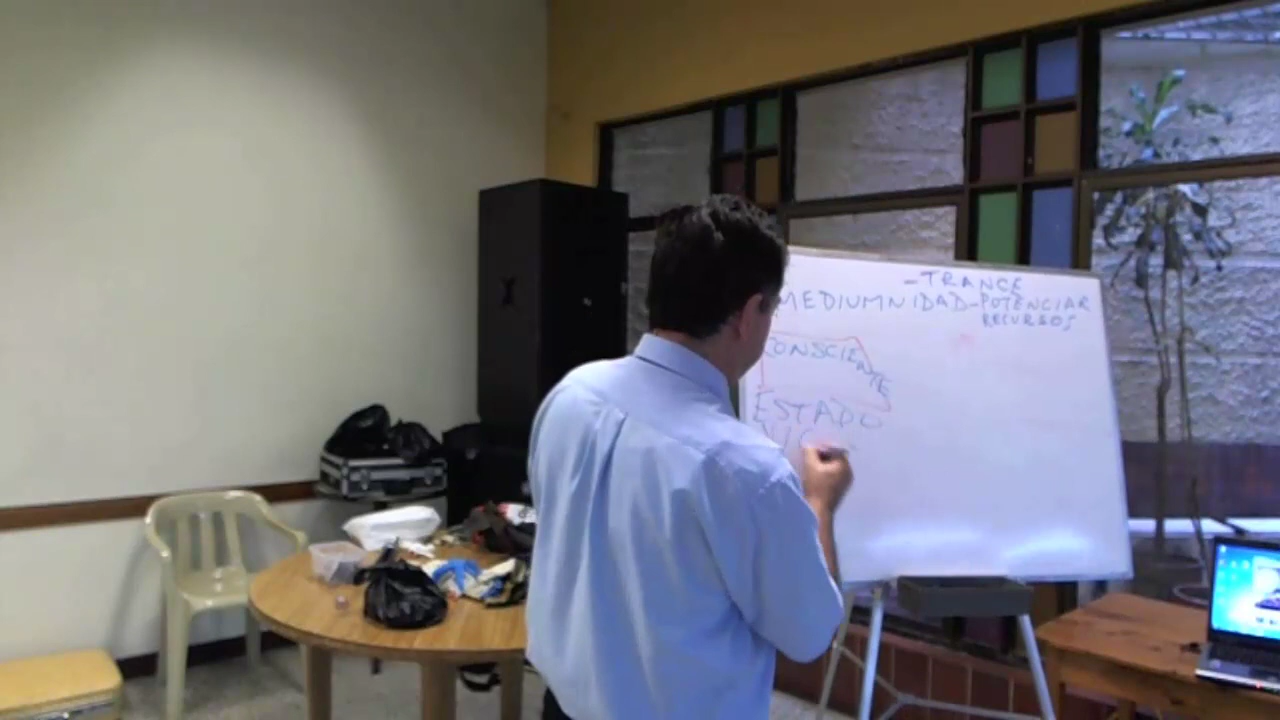 - TRANCE
MEDIUMNIDAD - POTENCIAR
RECURSOS
CONSCIENTE
ESTADO